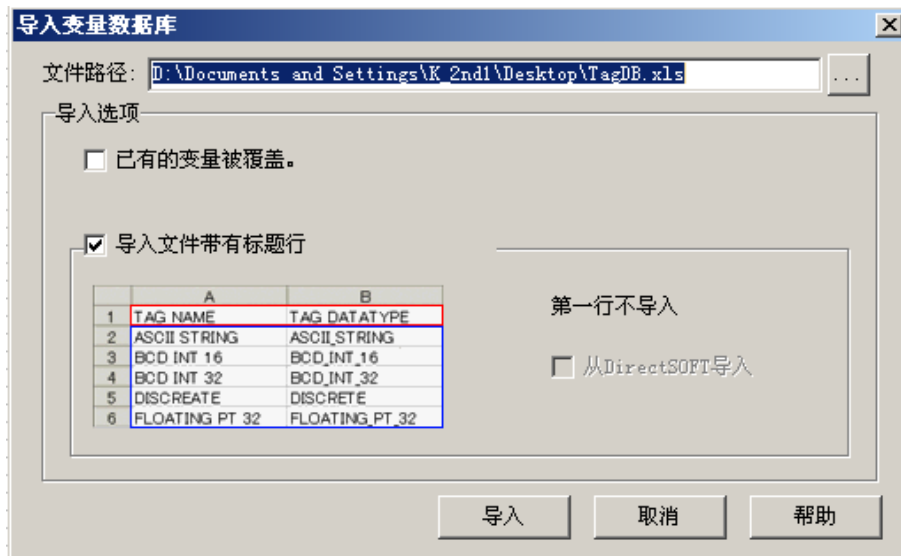 导入变量数据库
文件路径: D:\Documents and Settings\K_2nd1\Desktop\TagDB.xls ...
导入选项
已有的变量被覆盖。
导入文件带有标题行
A B
1 TAG NAME TAG DATATYPE
2 ASCII STRING ASCII_STRING
3 BCD INT 16 BCD_INT_16
4 BCD INT 32 BCD_INT_32
5 DISCREATE DISCRETE
6 FLOATING PT 32 FLOATING_PT_32
第一行不导入
从DirectSOFT导入
导入 取消 帮助